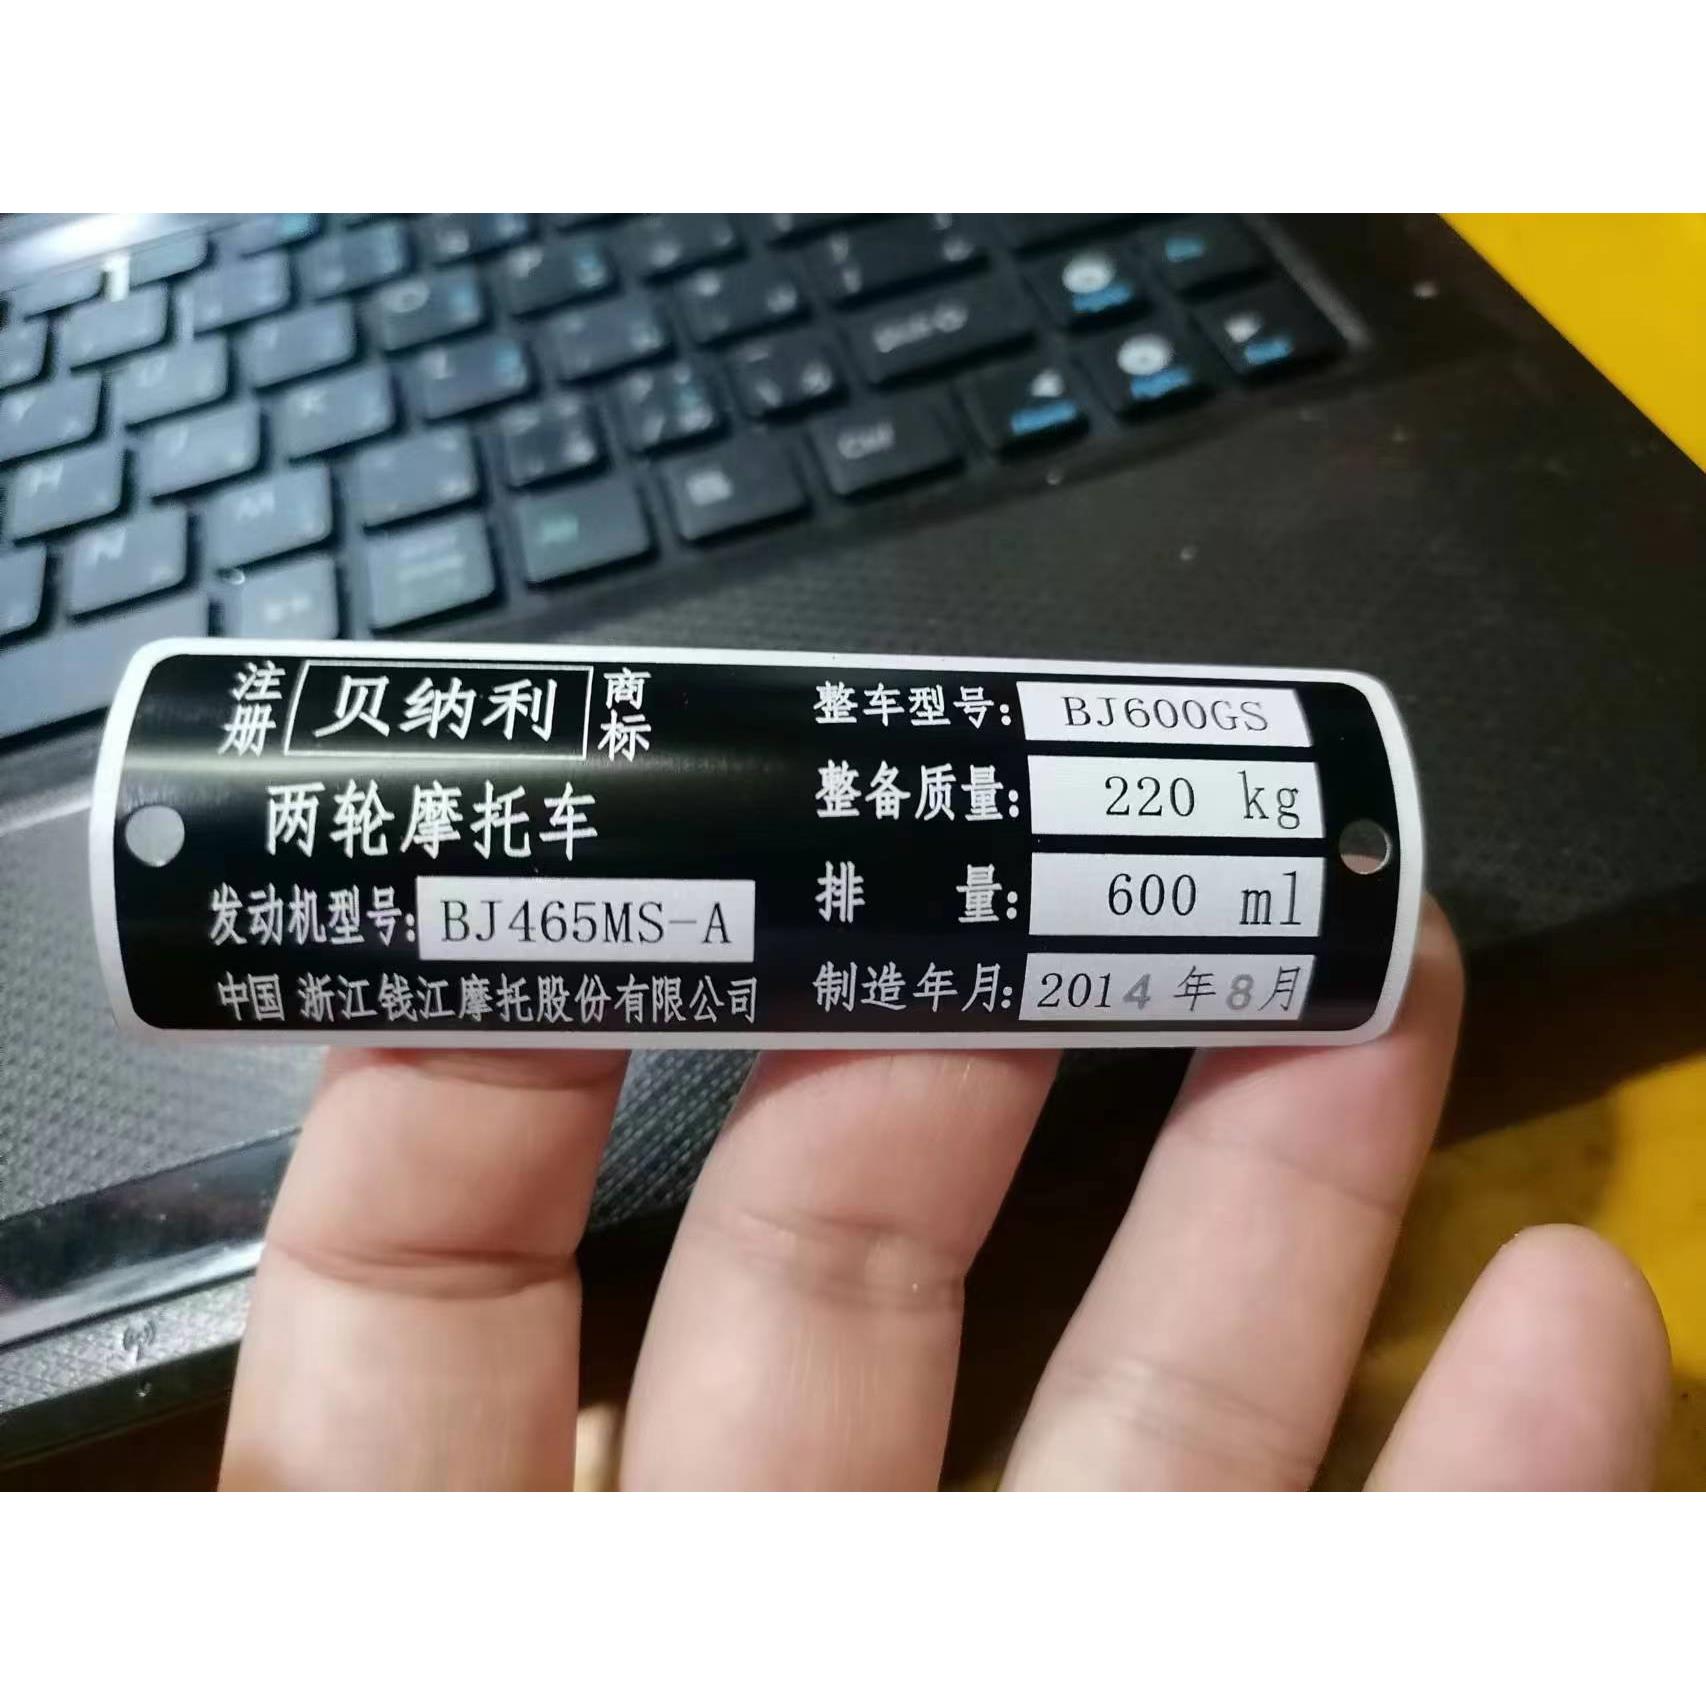 注册 贝纳利 商标
两轮摩托车
发动机型号: BJ465MS-A
中国 浙江钱江摩托股份有限公司
整车型号: BJ600GS
整备质量: 220 kg
排 量: 600 ml
制造年月: 2014 年 8 月